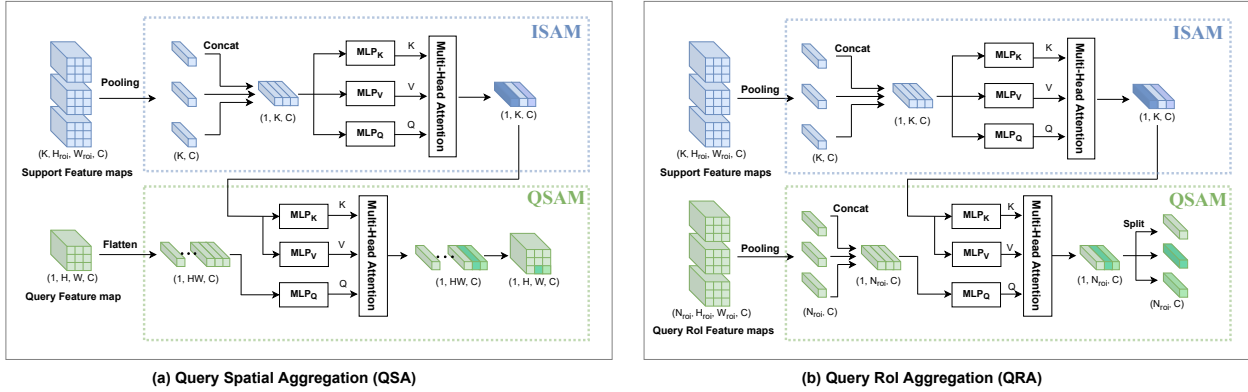 ISAM
Concat
Pooling
MLP_K
MLP_V
MLP_Q
K
V
Q
Multi-Head Attention
(1, K, C)
(1, K, C)
(K, C)
(K, H_roi, W_roi, C)
Support Feature maps
QSAM
Flatten
MLP_K
MLP_V
MLP_Q
K
V
Q
Multi-Head Attention
(1, H, W, C)
Query Feature map
(1, HW, C)
(1, HW, C)
(1, H, W, C)
(a) Query Spatial Aggregation (QSA)
ISAM
Concat
Pooling
MLP_K
MLP_V
MLP_Q
K
V
Q
Multi-Head Attention
(1, K, C)
(1, K, C)
(K, C)
(K, H_roi, W_roi, C)
Support Feature maps
QSAM
Concat
Pooling
MLP_K
MLP_V
MLP_Q
K
V
Q
Multi-Head Attention
Split
(1, N_roi, C)
(1, N_roi, C)
(N_roi, C)
(N_roi, C)
(N_roi, H_roi, W_roi, C)
Query RoI Feature maps
(b) Query RoI Aggregation (QRA)